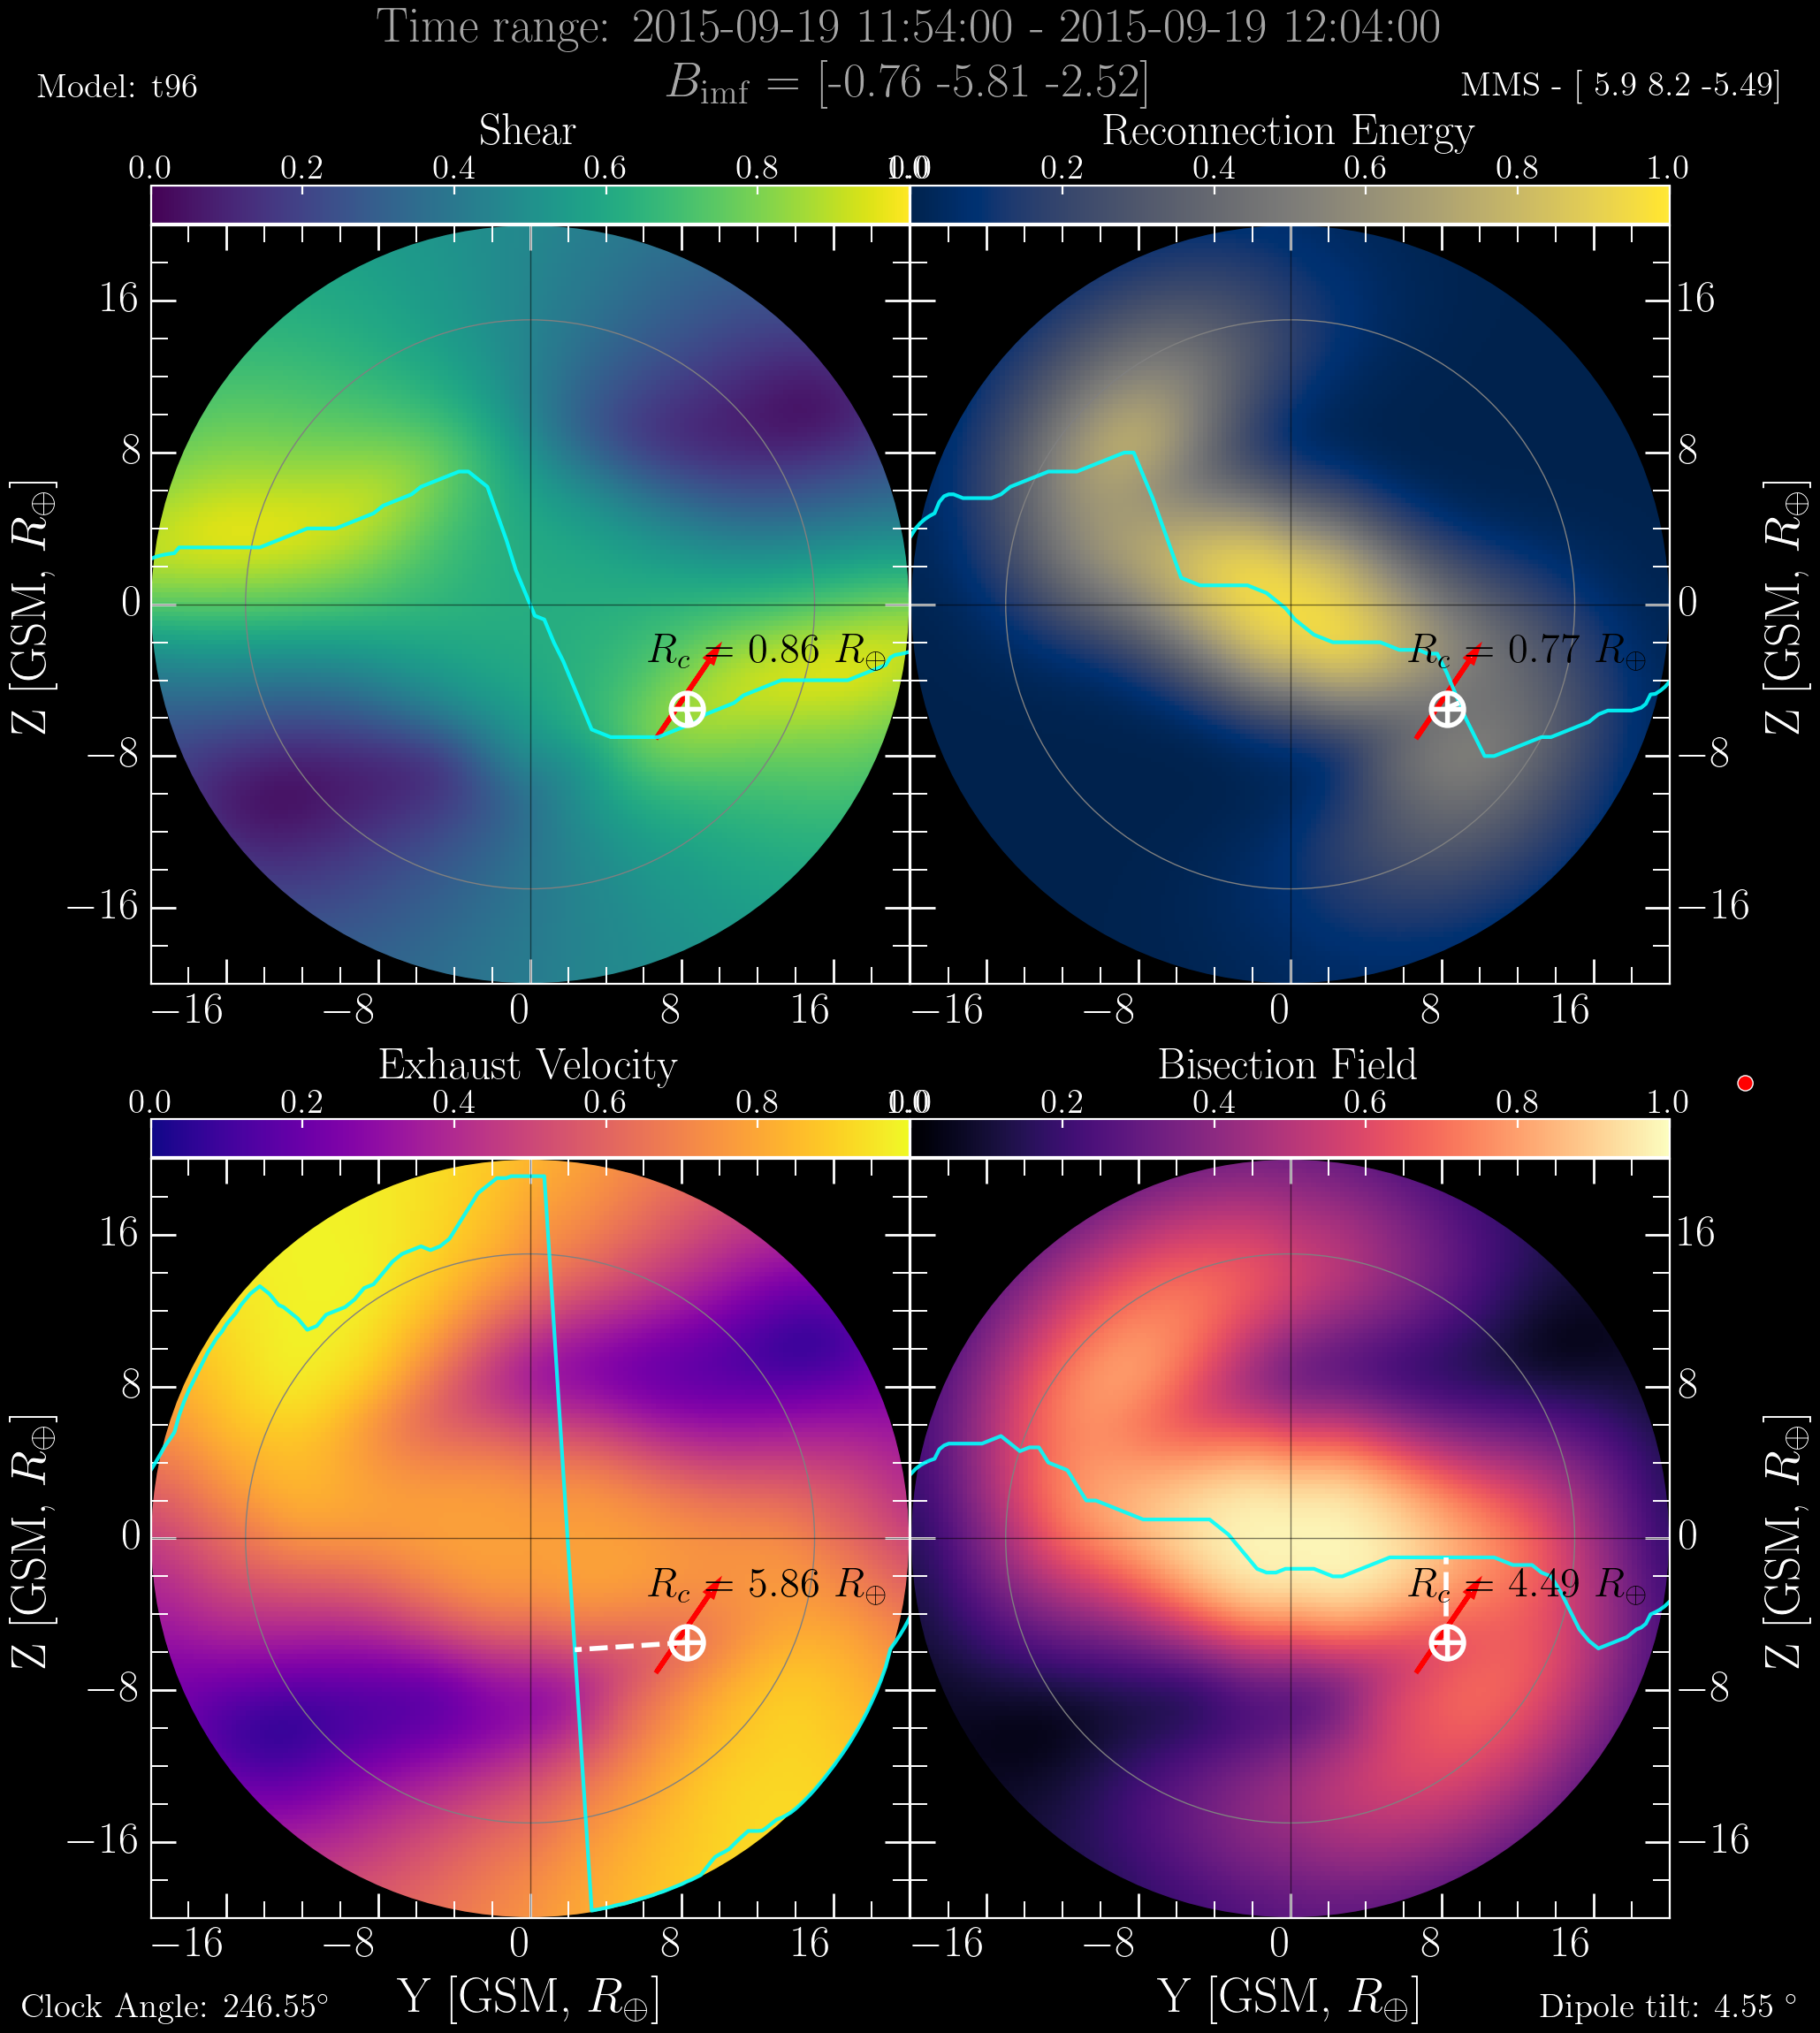 Time range: 2015-09-19 11:54:00 - 2015-09-19 12:04:00
Model: t96
B_imf = [-0.76 -5.81 -2.52]
MMS - [ 5.9 8.2 -5.49]
Shear
Reconnection Energy
0.0 0.2 0.4 0.6 0.8 1.0
0.2 0.4 0.6 0.8 1.0
16 8 0 −8 −16
Z [GSM, R⊕]
R_c = 0.86 R⊕
R_c = 0.77 R⊕
16 8 0 −8 −16
Z [GSM, R⊕]
−16 −8 0 8 16
−16 −8 0 8 16
Exhaust Velocity
Bisection Field
0.0 0.2 0.4 0.6 0.8 1.0
0.2 0.4 0.6 0.8 1.0
16 8 0 −8 −16
Z [GSM, R⊕]
R_c = 5.86 R⊕
R_c = 4.49 R⊕
16 8 0 −8 −16
Z [GSM, R⊕]
−16 −8 0 8 16
−16 −8 0 8 16
Y [GSM, R⊕]
Y [GSM, R⊕]
Clock Angle: 246.55°
Dipole tilt: 4.55 °